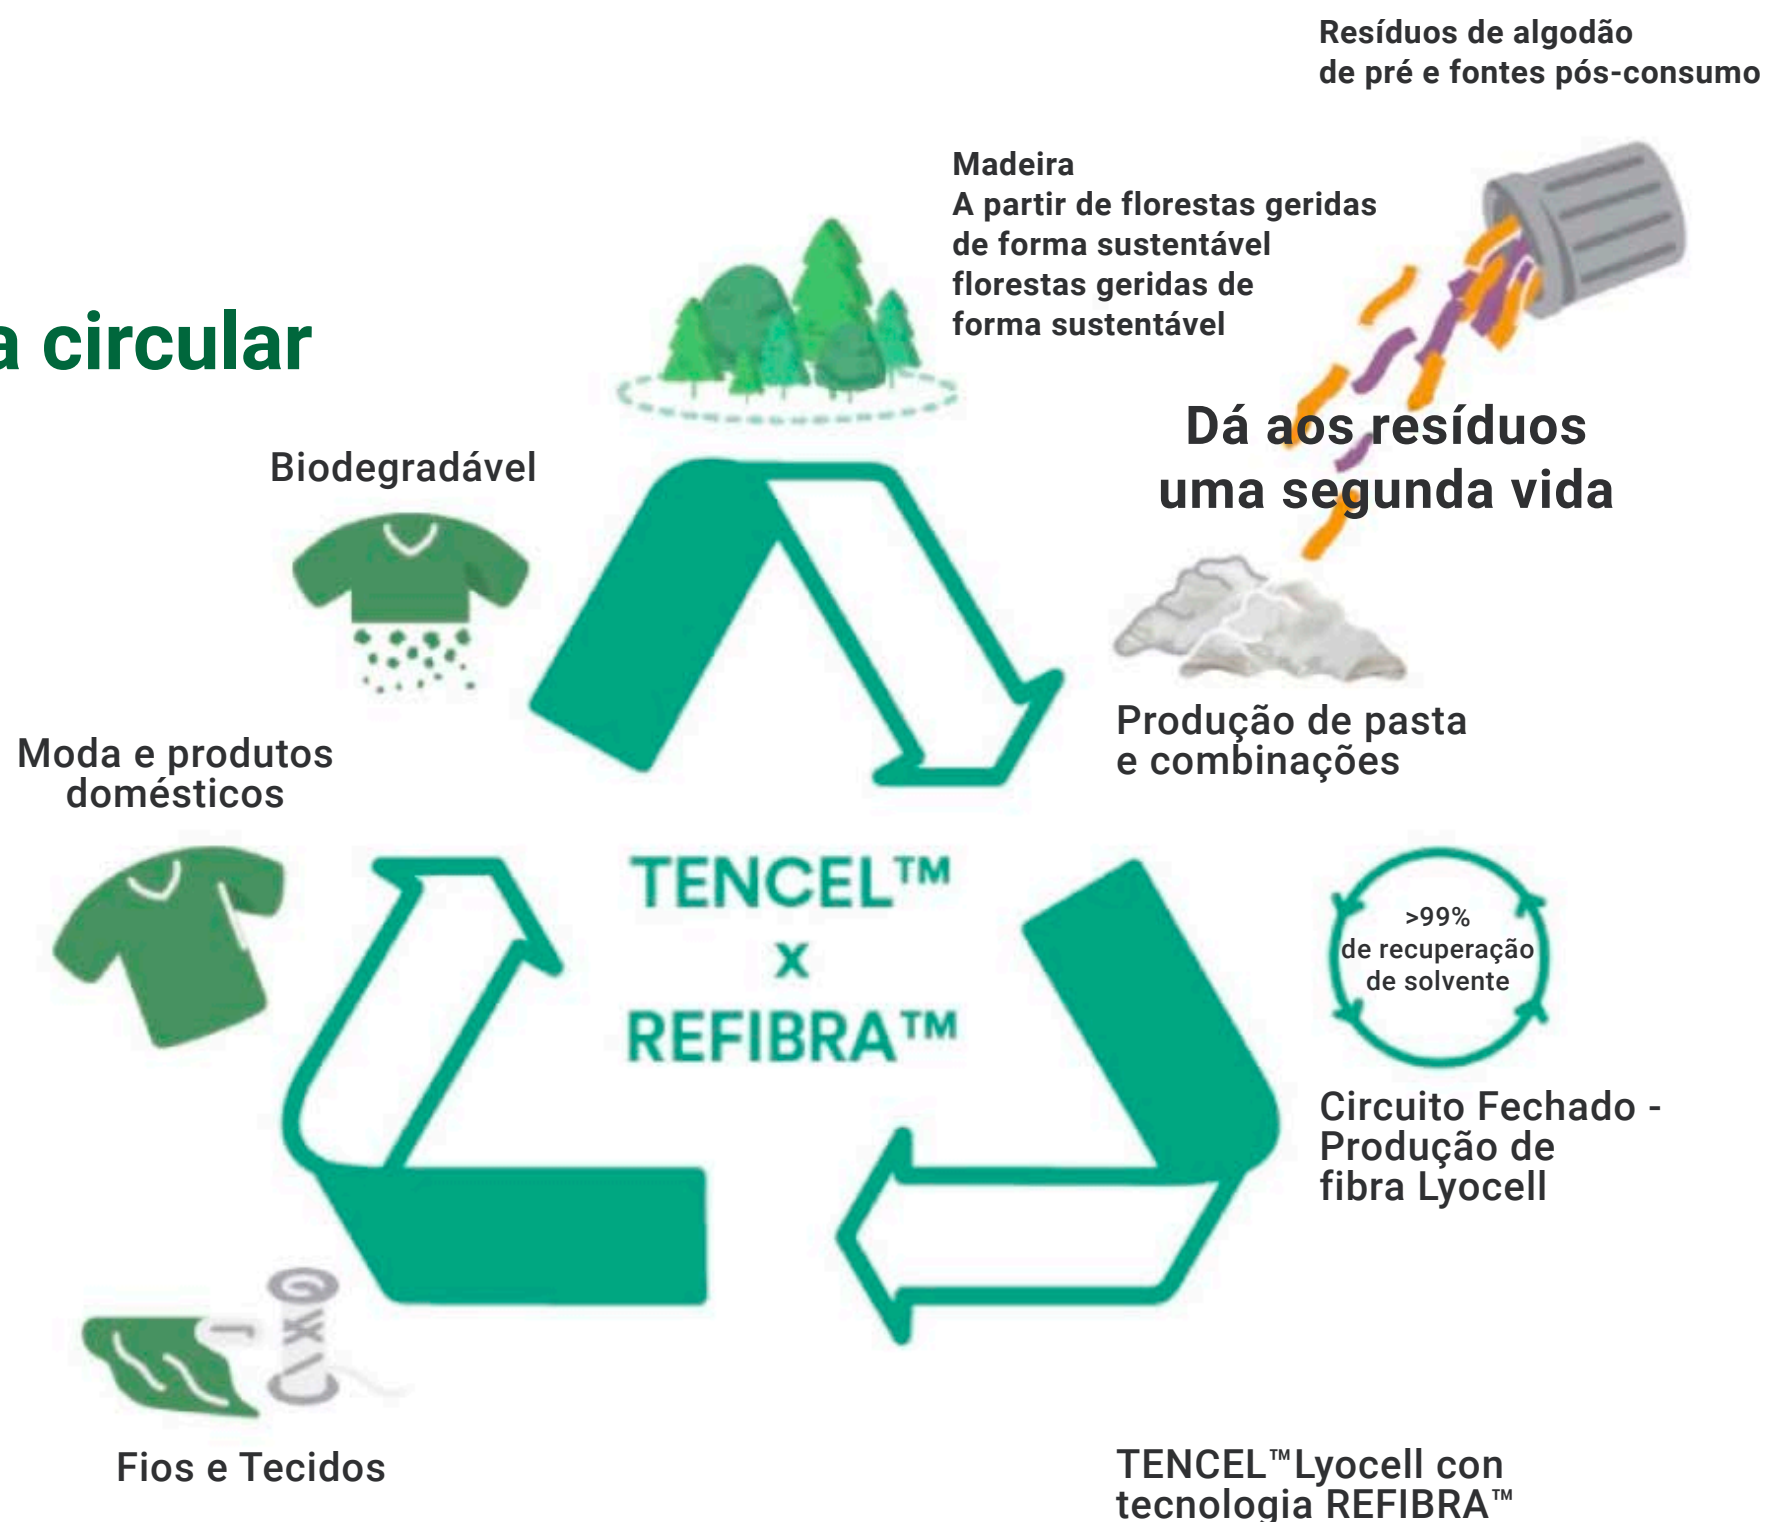 Resíduos de algodão
de pré e fontes pós-consumo
Madeira
A partir de florestas geridas
de forma sustentável
florestas geridas de
forma sustentável
a circular
Dá aos resíduos
uma segunda vida
Biodegradável
Produção de pasta
e combinações
Moda e produtos
domésticos
TENCEL™
x
REFIBRA™
>99%
de recuperação
de solvente
Circuito Fechado -
Produção de
fibra Lyocell
Fios e Tecidos
TENCEL™Lyocell con
tecnologia REFIBRA™